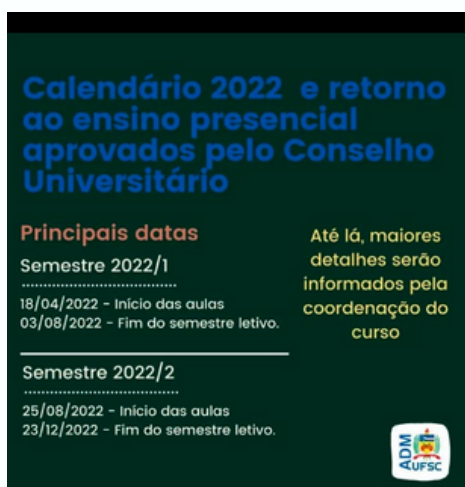 Calendário 2022 e retorno
ao ensino presencial
aprovados pelo Conselho
Universitário
Principais datas
Semestre 2022/1
18/04/2022 - Início das aulas
03/08/2022 - Fim do semestre letivo.
Semestre 2022/2
25/08/2022 - Início das aulas
23/12/2022 - Fim do semestre letivo.
Até lá, maiores
detalhes serão
informados pela
coordenação do
curso
ADM
UFSC